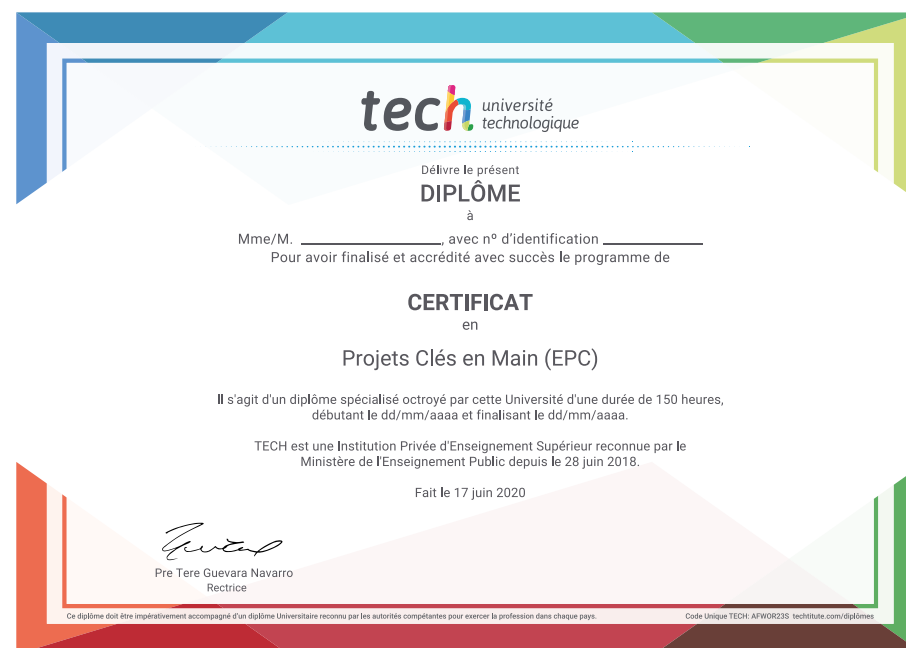 tech université
technologique
Délivre le présent
DIPLÔME
à
Mme/M. ____________________, avec nº d'identification ______________
Pour avoir finalisé et accrédité avec succès le programme de
CERTIFICAT
en
Projets Clés en Main (EPC)
Il s'agit d'un diplôme spécialisé octroyé par cette Université d'une durée de 150 heures,
débutant le dd/mm/aaaa et finalisant le dd/mm/aaaa.
TECH est une Institution Privée d'Enseignement Supérieur reconnue par le
Ministère de l'Enseignement Public depuis le 28 juin 2018.
Fait le 17 juin 2020
Pre Tere Guevara Navarro
Rectrice
Ce diplôme doit être impérativement accompagné d'un diplôme Universitaire reconnu par les autorités compétantes pour exercer la profession dans chaque pays.
Code Unique TECH: AFWOR23S techtitute.com/diplômes